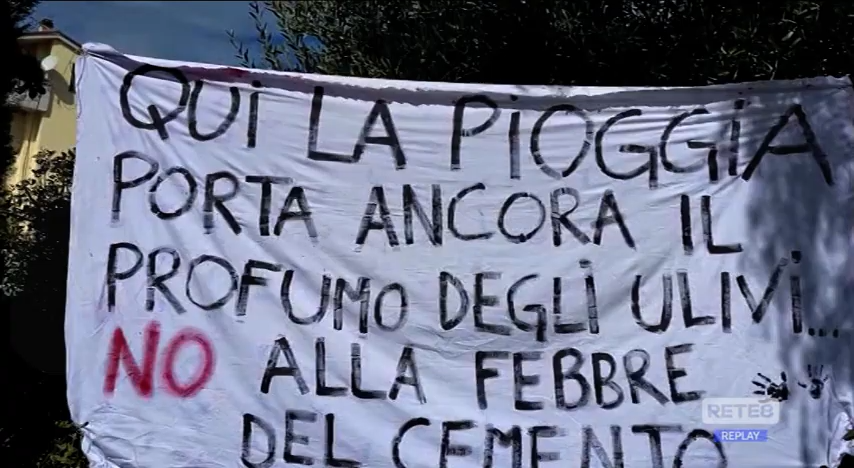 QUi LA PiOGGiA
PORTA ANCORA IL
PROFUMO DEGLi ULIVi...
NO ALLA FEBBRE
DEL CEMENTO
RETE8
REPLAY